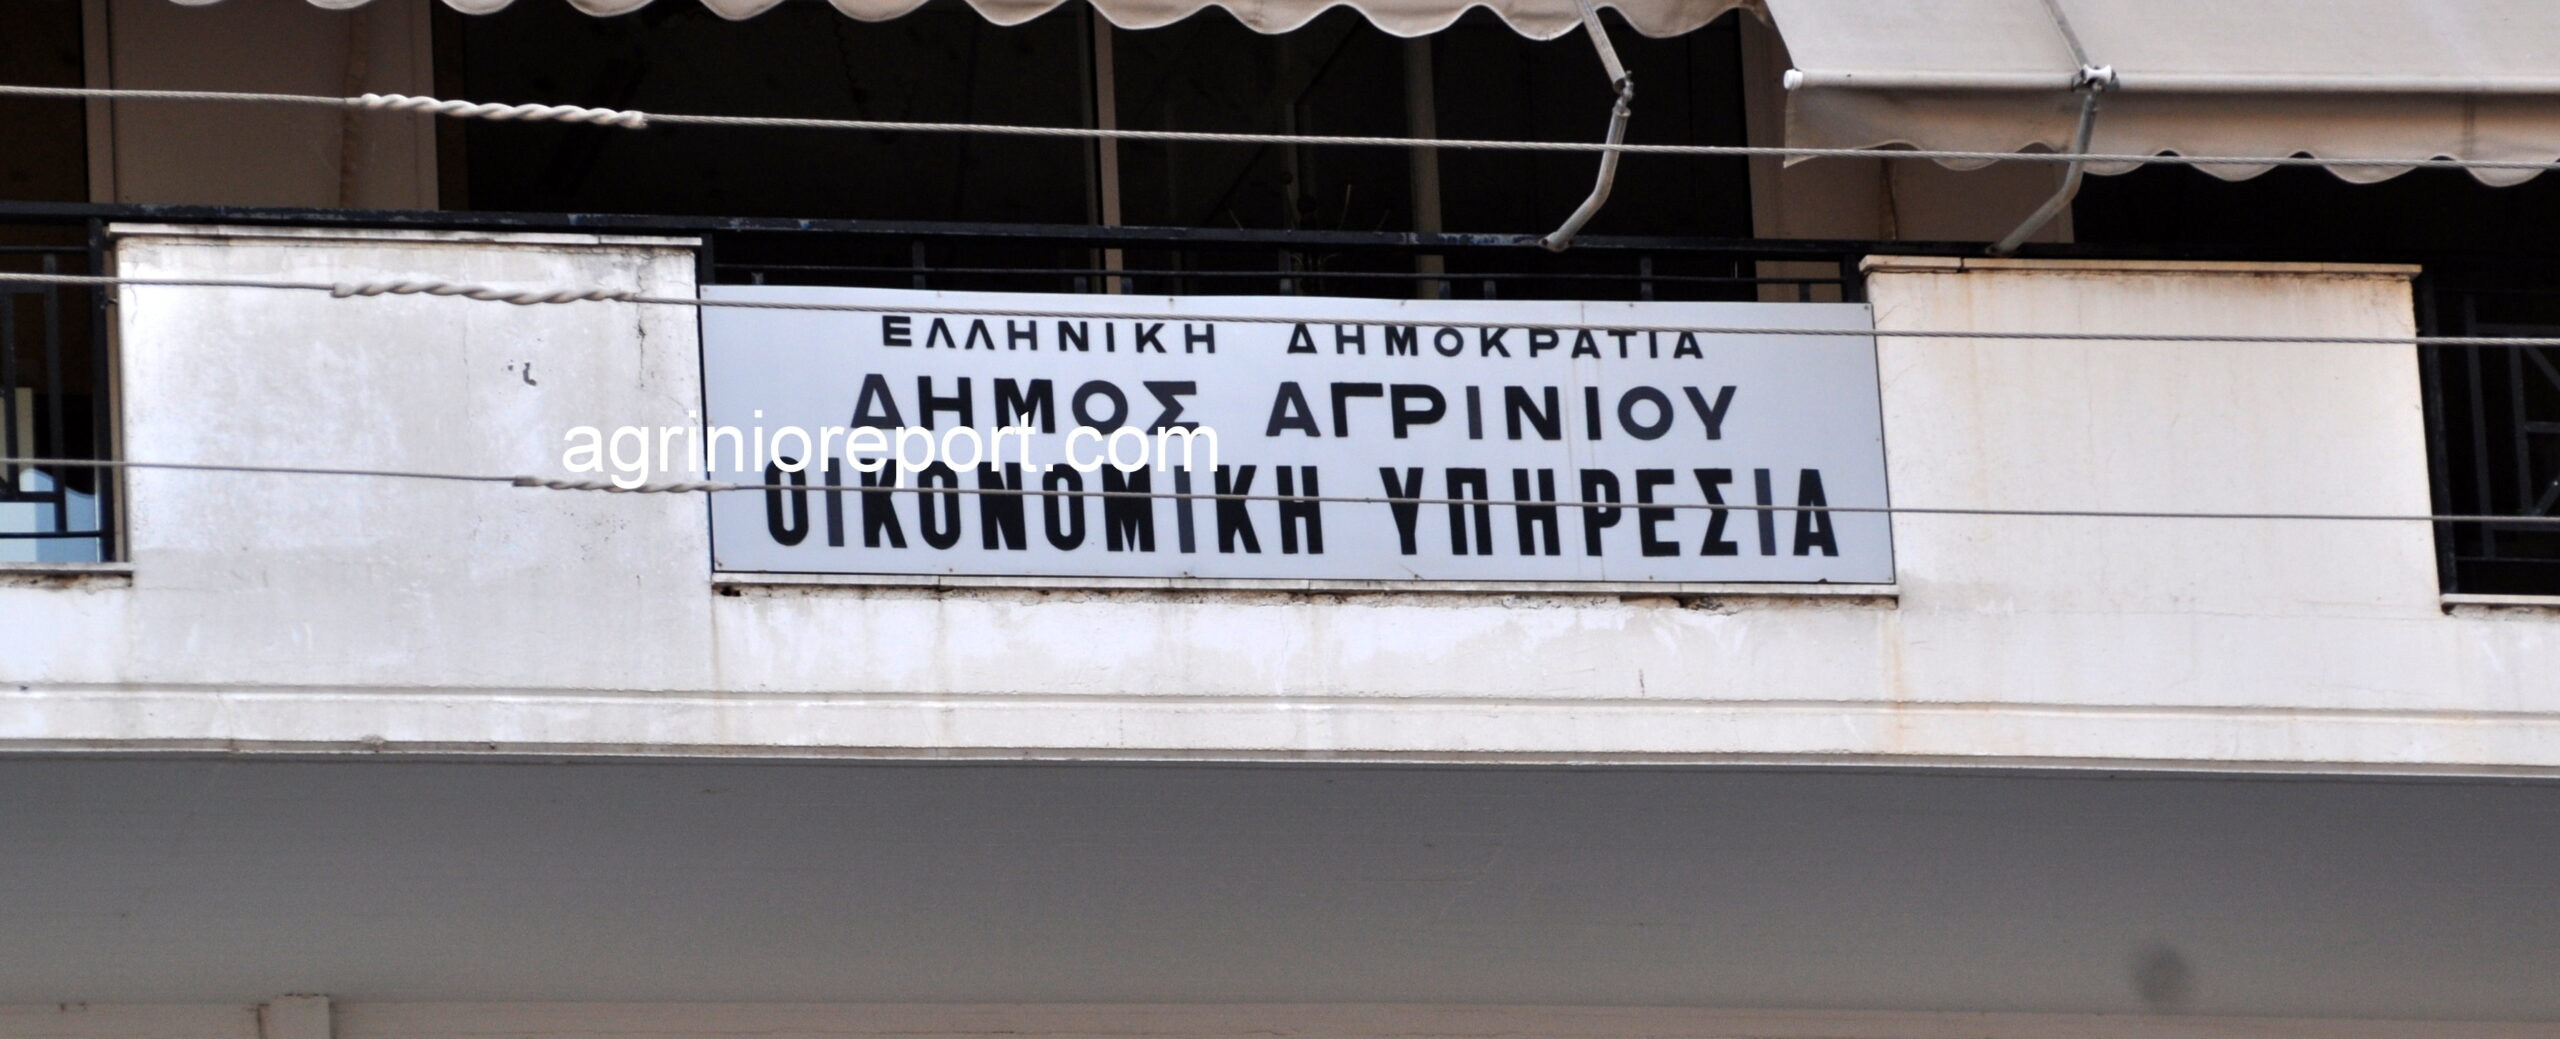 ΕΛΛΗΝΙΚΗ ΔΗΜΟΚΡΑΤΙΑ
ΔΗΜΟΣ ΑΓΡΙΝΙΟΥ
agrinioreport.com
ΟΙΚΟΝΟΜΙΚΗ ΥΠΗΡΕΣΙΑ